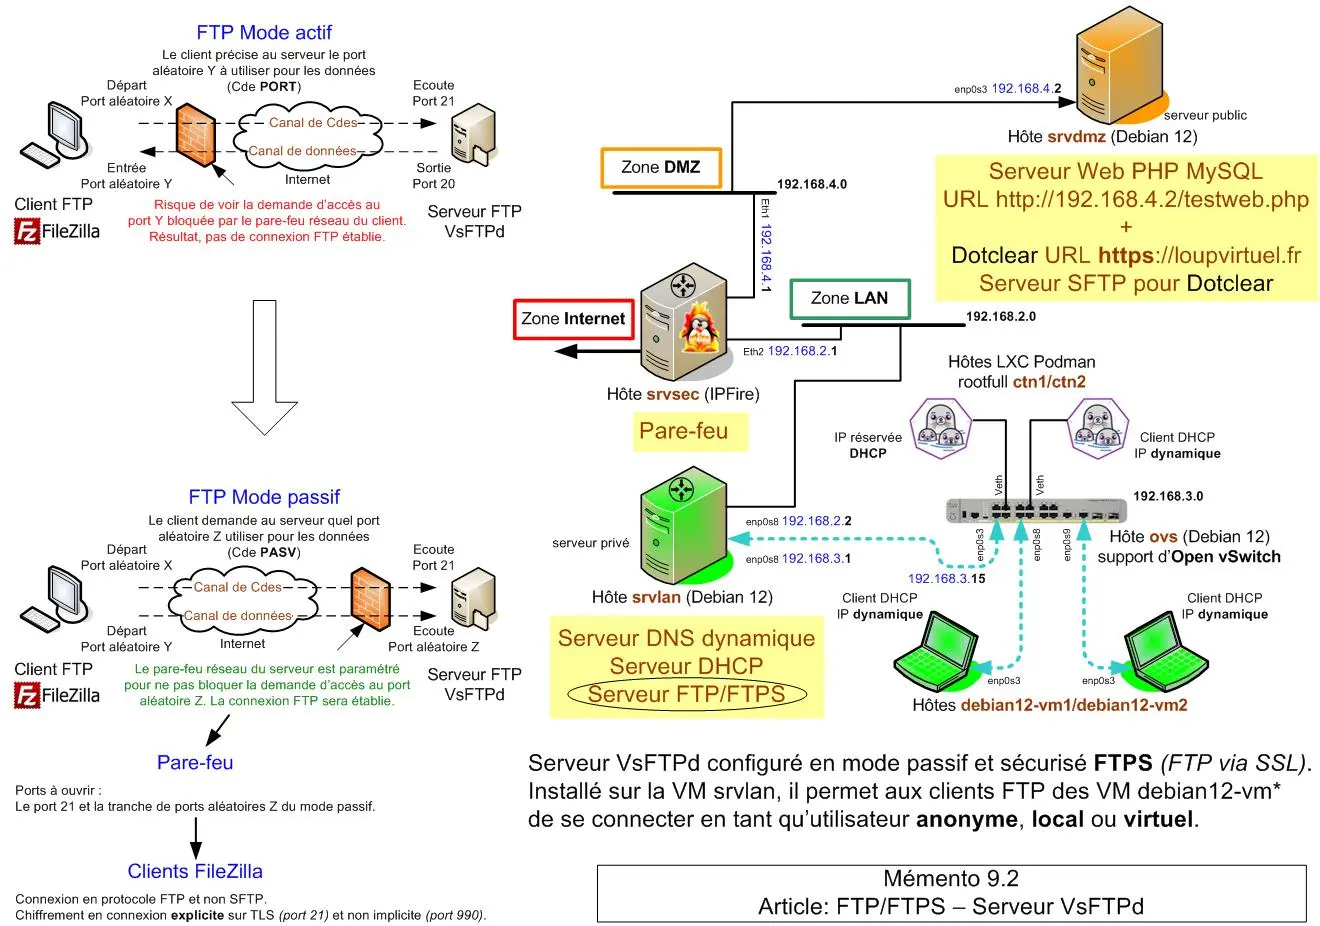 FTP Mode actif
Le client précise au serveur le port
aléatoire Y à utiliser pour les données
(Cde PORT)
Départ
Port aléatoire X
Ecoute
Port 21
Canal de Cdes
Canal de données
Entrée
Port aléatoire Y
Internet
Sortie
Port 20
Client FTP
FileZilla
Risque de voir la demande d'accès au
port Y bloquée par le pare-feu réseau du client.
Résultat, pas de connexion FTP établie.
Serveur FTP
VsFTPd
FTP Mode passif
Le client demande au serveur quel port
aléatoire Z utiliser pour les données
(Cde PASV)
Départ
Port aléatoire X
Ecoute
Port 21
Canal de Cdes
Canal de données
Départ
Port aléatoire Y
Internet
Ecoute
Port aléatoire Z
Client FTP
FileZilla
Le pare-feu réseau du serveur est paramétré
pour ne pas bloquer la demande d'accès au port
aléatoire Z. La connexion FTP sera établie.
Serveur FTP
VsFTPd
Pare-feu
Ports à ouvrir :
Le port 21 et la tranche de ports aléatoires Z du mode passif.
Clients FileZilla
Connexion en protocole FTP et non SFTP.
Chiffrement en connexion explicite sur TLS (port 21) et non implicite (port 990).
enp0s3 192.168.4.2
serveur public
Hôte srvdmz (Debian 12)
Serveur Web PHP MySQL
URL http://192.168.4.2/testweb.php
+
Dotclear URL https://loupvirtuel.fr
Serveur SFTP pour Dotclear
Zone DMZ
192.168.4.0
Eth1 192.168.4.1
Zone LAN
192.168.2.0
Zone Internet
Eth2 192.168.2.1
Hôte srvsec (IPFire)
Pare-feu
Hôtes LXC Podman
rootfull ctn1/ctn2
IP réservée
DHCP
Client DHCP
IP dynamique
Veth
Veth
192.168.3.0
enp0s3
enp0s8
enp0s9
Hôte ovs (Debian 12)
support d'Open vSwitch
enp0s8 192.168.2.2
serveur privé
enp0s8 192.168.3.1
192.168.3.15
Hôte srvlan (Debian 12)
Serveur DNS dynamique
Serveur DHCP
Serveur FTP/FTPS
Client DHCP
IP dynamique
Client DHCP
IP dynamique
enp0s3
enp0s3
Hôtes debian12-vm1/debian12-vm2
Serveur VsFTPd configuré en mode passif et sécurisé FTPS (FTP via SSL).
Installé sur la VM srvlan, il permet aux clients FTP des VM debian12-vm*
de se connecter en tant qu'utilisateur anonyme, local ou virtuel.
Mémento 9.2
Article: FTP/FTPS – Serveur VsFTPd